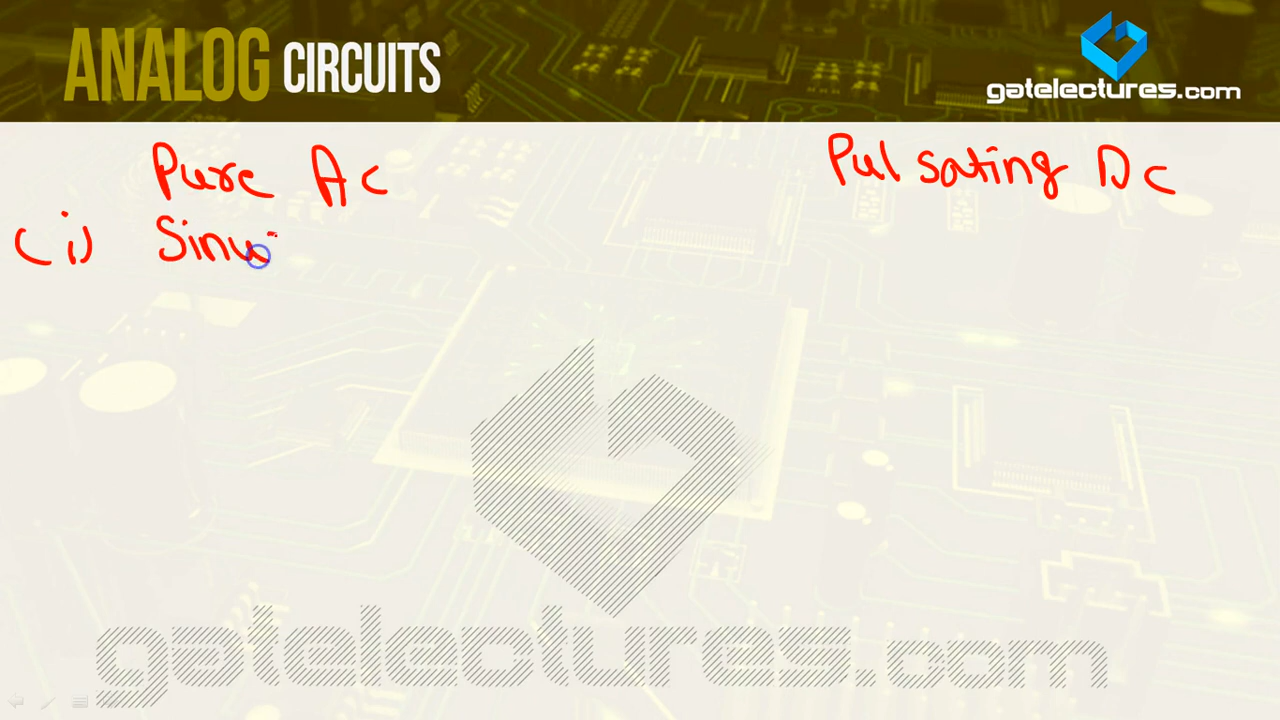 ANALOG CIRCUITS
gatelectures.com
Pure Ac
Pulsating Dc
(i) Sinu
gatelectures.com